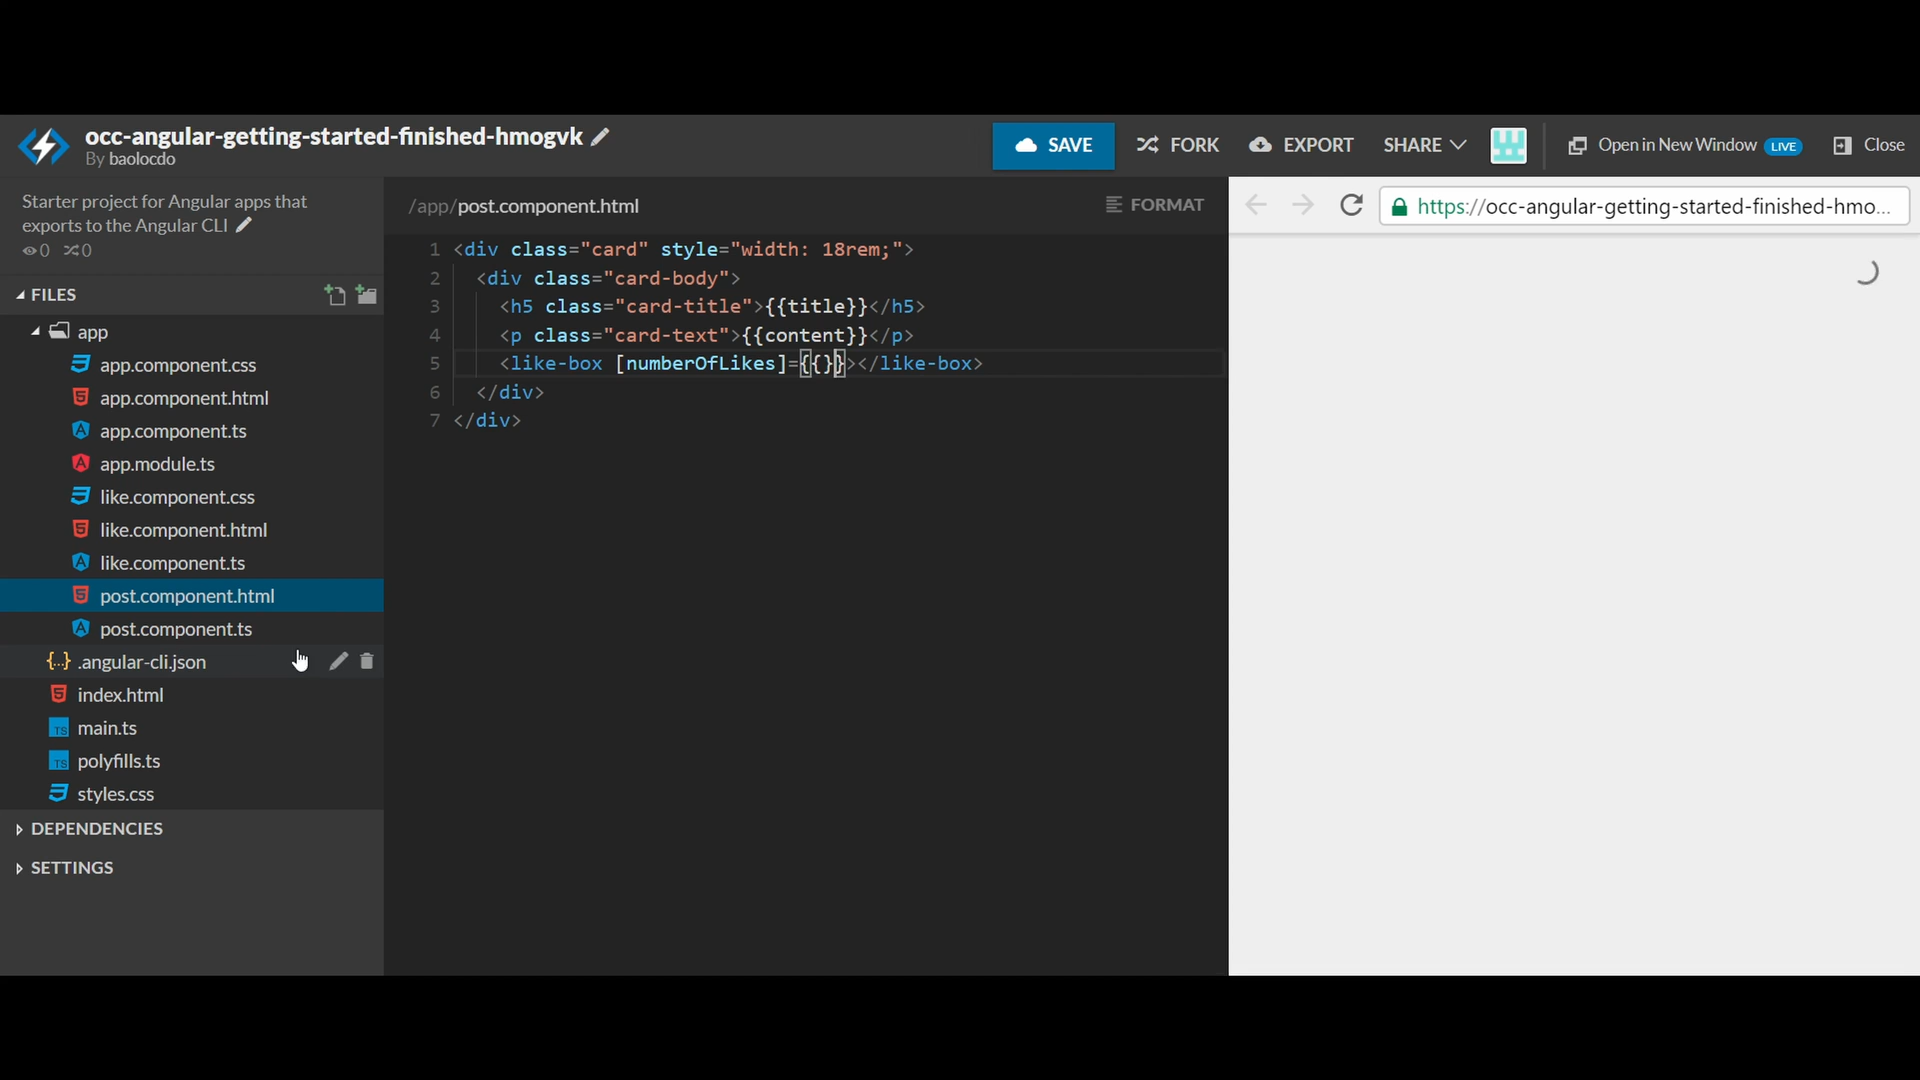 occ-angular-getting-started-finished-hmogvk
By baolocdo
SAVE
FORK
EXPORT
SHARE
Open in New Window LIVE
Close
Starter project for Angular apps that
exports to the Angular CLI
0 0
FILES
app
app.component.css
app.component.html
app.component.ts
app.module.ts
like.component.css
like.component.html
like.component.ts
post.component.html
post.component.ts
{..} .angular-cli.json
index.html
TS main.ts
TS polyfills.ts
styles.css
DEPENDENCIES
SETTINGS
/app/post.component.html
FORMAT
1 <div class="card" style="width: 18rem;">
2 <div class="card-body">
3 <h5 class="card-title">{{title}}</h5>
4 <p class="card-text">{{content}}</p>
5 <like-box [numberOfLikes]={{}}></like-box>
6 </div>
7 </div>
https://occ-angular-getting-started-finished-hmo...